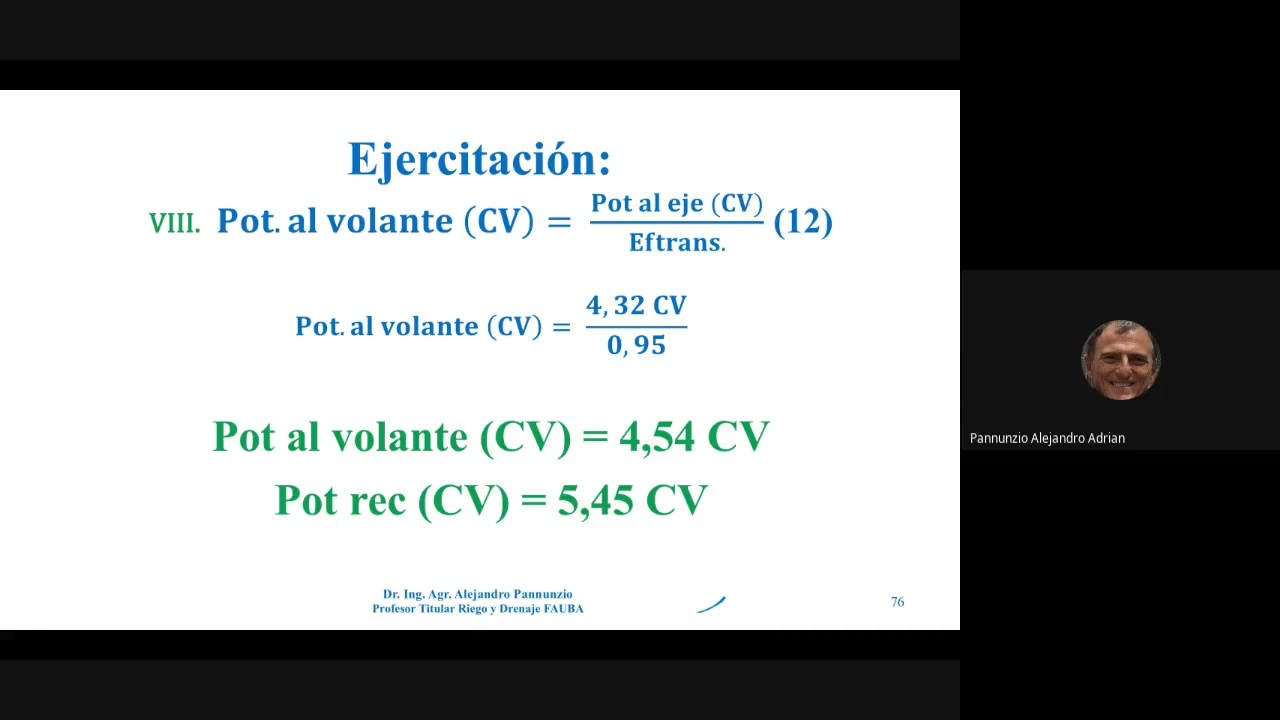 Ejercitación:
VIII. Pot. al volante (CV) = Pot al eje (CV) / Eftrans. (12)
Pot. al volante (CV) = 4, 32 CV / 0, 95
Pot al volante (CV) = 4,54 CV
Pot rec (CV) = 5,45 CV
Dr. Ing. Agr. Alejandro Pannunzio
Profesor Titular Riego y Drenaje FAUBA
76
Pannunzio Alejandro Adrian